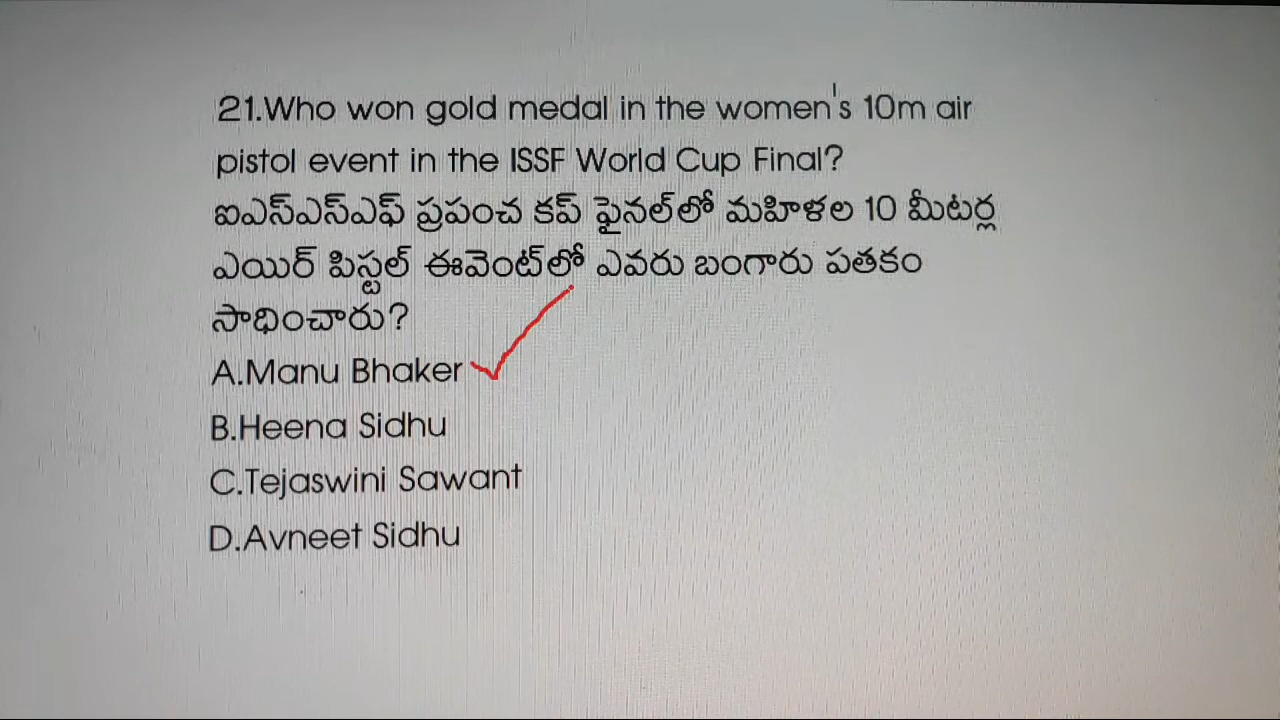 21.Who won gold medal in the women's 10m air
pistol event in the ISSF World Cup Final?
ఐఎస్ఎస్ఎఫ్ ప్రపంచ కప్ ఫైనల్‌లో మహిళల 10 మీటర్ల
ఎయిర్ పిస్టల్ ఈవెంట్‌లో ఎవరు బంగారు పతకం
సాధించారు?
A.Manu Bhaker
B.Heena Sidhu
C.Tejaswini Sawant
D.Avneet Sidhu